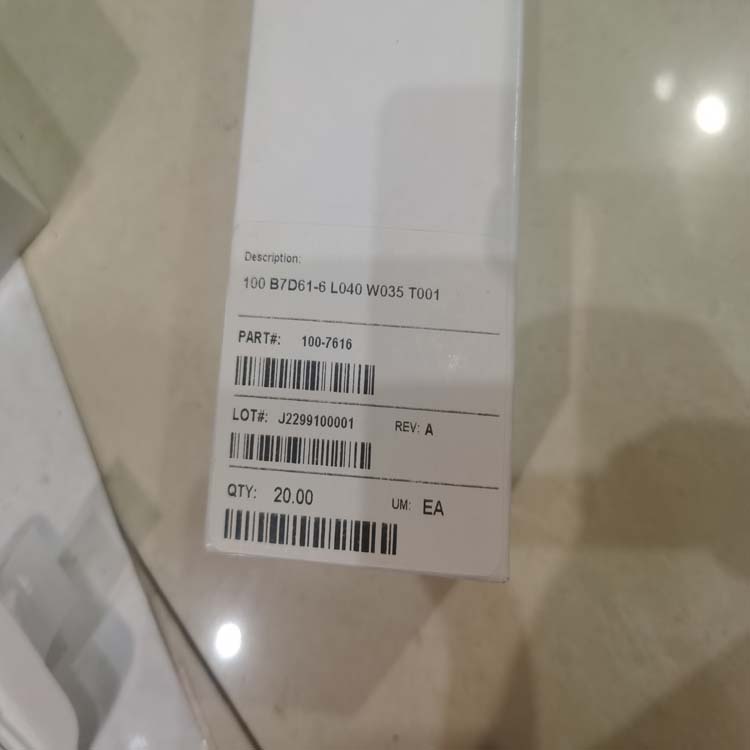 Description:
100 B7D61-6 L040 W035 T001
PART#: 100-7616
LOT#: J2299100001 REV: A
QTY: 20.00 UM: EA